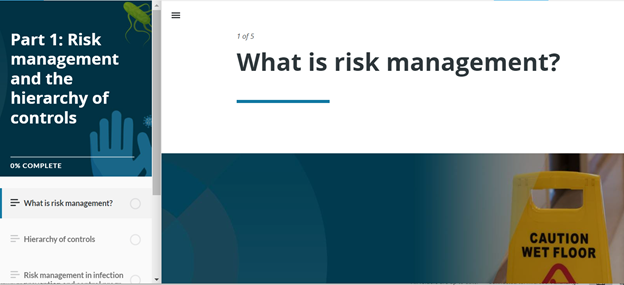 Part 1: Risk
management
and the
hierarchy of
controls
0% COMPLETE
What is risk management?
Hierarchy of controls
Risk management in infection
1 of 5
What is risk management?
CAUTION
WET FLOOR